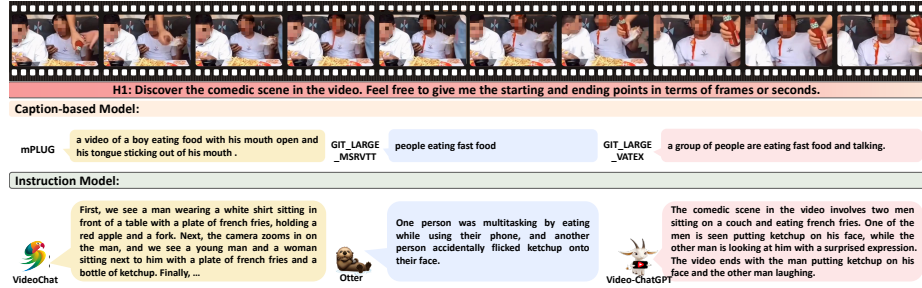 H1: Discover the comedic scene in the video. Feel free to give me the starting and ending points in terms of frames or seconds.
Caption-based Model:
mPLUG
a video of a boy eating food with his mouth open and
his tongue sticking out of his mouth .
GIT_LARGE
_MSRVTT
people eating fast food
GIT_LARGE
_VATEX
a group of people are eating fast food and talking.
Instruction Model:
First, we see a man wearing a white shirt sitting in
front of a table with a plate of french fries, holding a
red apple and a fork. Next, the camera zooms in on
the man, and we see a young man and a woman
sitting next to him with a plate of french fries and a
bottle of ketchup. Finally, ...
VideoChat
One person was multitasking by eating
while using their phone, and another
person accidentally flicked ketchup onto
their face.
Otter
The comedic scene in the video involves two men
sitting on a couch and eating french fries. One of the
men is seen putting ketchup on his face, while the
other man is looking at him with a surprised expression.
The video ends with the man putting ketchup on his
face and the other man laughing.
Video-ChatGPT